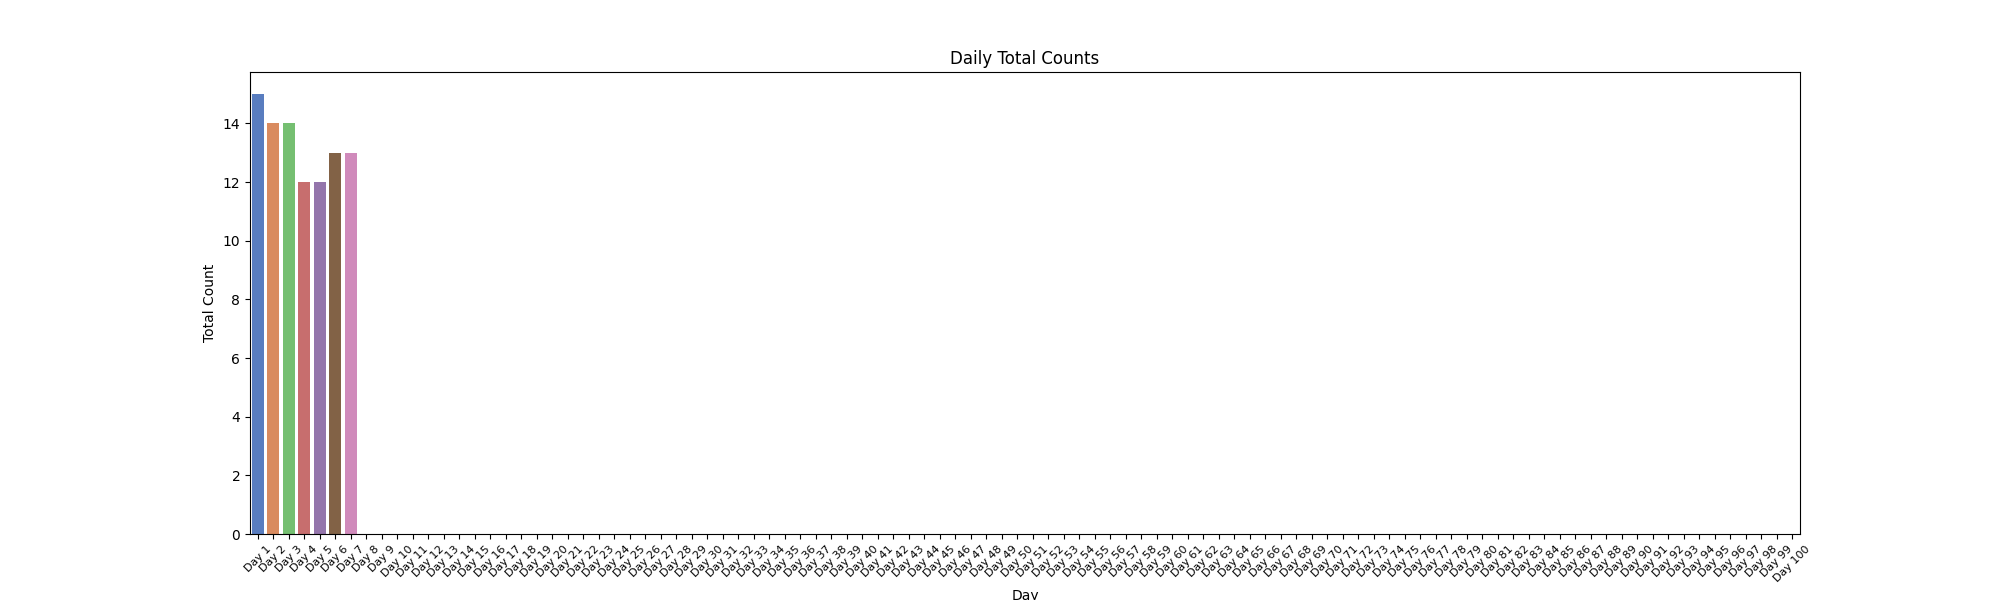 Daily Total Counts
Total Count
14
12
10
8
6
4
2
0
Day 1
Day 2
Day 3
Day 4
Day 5
Day 6
Day 7
Day 8
Day 9
Day 10
Day 11
Day 12
Day 13
Day 14
Day 15
Day 16
Day 17
Day 18
Day 19
Day 20
Day 21
Day 22
Day 23
Day 24
Day 25
Day 26
Day 27
Day 28
Day 29
Day 30
Day 31
Day 32
Day 33
Day 34
Day 35
Day 36
Day 37
Day 38
Day 39
Day 40
Day 41
Day 42
Day 43
Day 44
Day 45
Day 46
Day 47
Day 48
Day 49
Day 50
Day 51
Day 52
Day 53
Day 54
Day 55
Day 56
Day 57
Day 58
Day 59
Day 60
Day 61
Day 62
Day 63
Day 64
Day 65
Day 66
Day 67
Day 68
Day 69
Day 70
Day 71
Day 72
Day 73
Day 74
Day 75
Day 76
Day 77
Day 78
Day 79
Day 80
Day 81
Day 82
Day 83
Day 84
Day 85
Day 86
Day 87
Day 88
Day 89
Day 90
Day 91
Day 92
Day 93
Day 94
Day 95
Day 96
Day 97
Day 98
Day 99
Day 100
Day